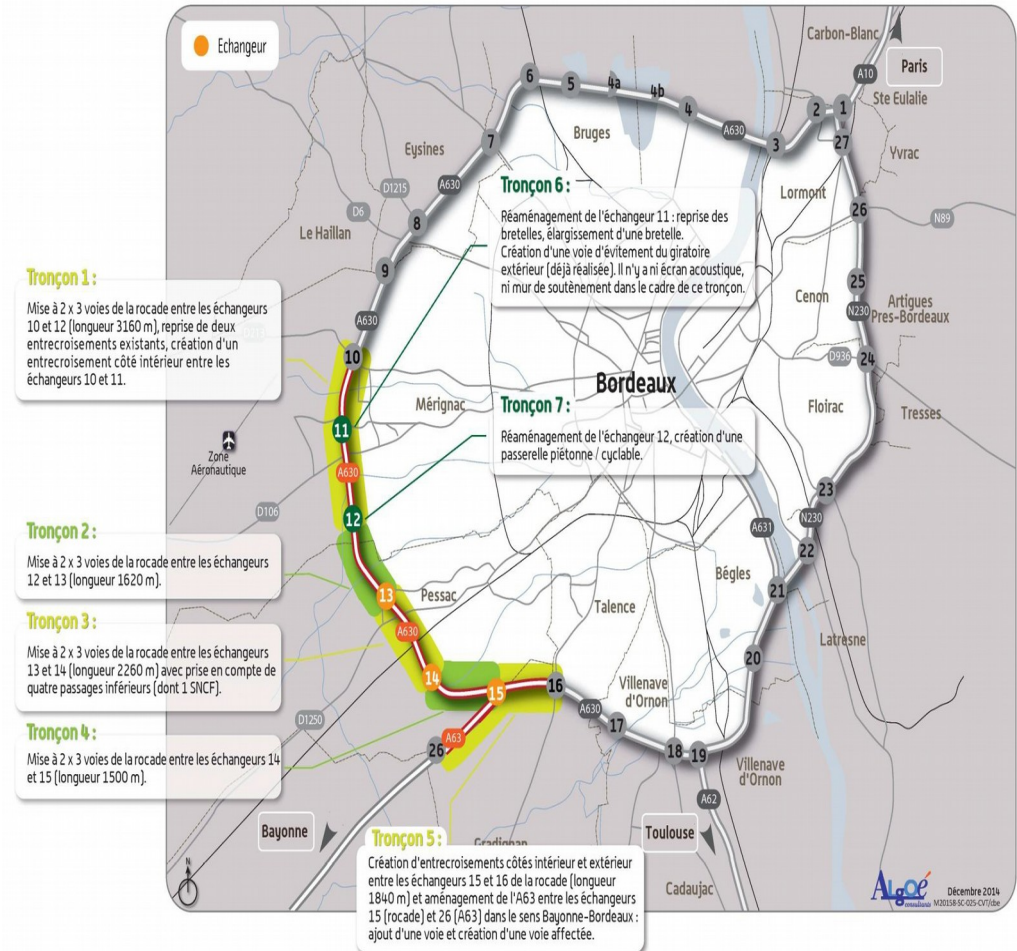 Echangeur
Carbon-Blanc
Paris
A10
Ste Eulalie
6
5
4a
4b
4
A630
3
2
1
27
Yvrac
Bruges
Eysines
7
D1215
A630
D6
8
Le Haillan
9
A630
Lormont
26
N89
25
Cenon
N230
Artigues
Pres-Bordeaux
D936
24
Floirac
Tresses
Tronçon 6 :
Réaménagement de l'échangeur 11 : reprise des
bretelles, élargissement d'une bretelle.
Création d'une voie d'évitement du giratoire
extérieur (déjà réalisée). Il n'y a ni écran acoustique,
ni mur de soutènement dans le cadre de ce tronçon.
Tronçon 1 :
Mise à 2 x 3 voies de la rocade entre les échangeurs
10 et 12 (longueur 3160 m), reprise de deux
entrecroisements existants, création d'un
entrecroisement côté intérieur entre les
échangeurs 10 et 11.
10
Bordeaux
Mérignac
11
Tronçon 7 :
Réaménagement de l'échangeur 12, création d'une
passerelle piétonne / cyclable.
Zone
Aéronautique
A630
D106
12
23
N230
22
A631
Bègles
21
Tronçon 2 :
Mise à 2 x 3 voies de la rocade entre les échangeurs
12 et 13 (longueur 1620 m).
13
Pessac
Talence
A630
Latresne
20
Tronçon 3 :
Mise à 2 x 3 voies de la rocade entre les échangeurs
13 et 14 (longueur 2260 m) avec prise en compte de
quatre passages inférieurs (dont 1 SNCF).
14
15
16
Villenave
d'Ornon
A630
17
18
19
D1250
26
A63
Tronçon 4 :
Mise à 2 x 3 voies de la rocade entre les échangeurs 14
et 15 (longueur 1500 m).
Villenave
d'Ornon
A62
Bayonne
Toulouse
Gradignan
Tronçon 5 :
Création d'entrecroisements côtés intérieur et extérieur
entre les échangeurs 15 et 16 de la rocade (longueur
1840 m) et aménagement de l'A63 entre les échangeurs
15 (rocade) et 26 (A63) dans le sens Bayonne-Bordeaux :
ajout d'une voie et création d'une voie affectée.
Cadaujac
N
Algoé
consultants
Décembre 2014
M20158-SC-025-CVT/cbe